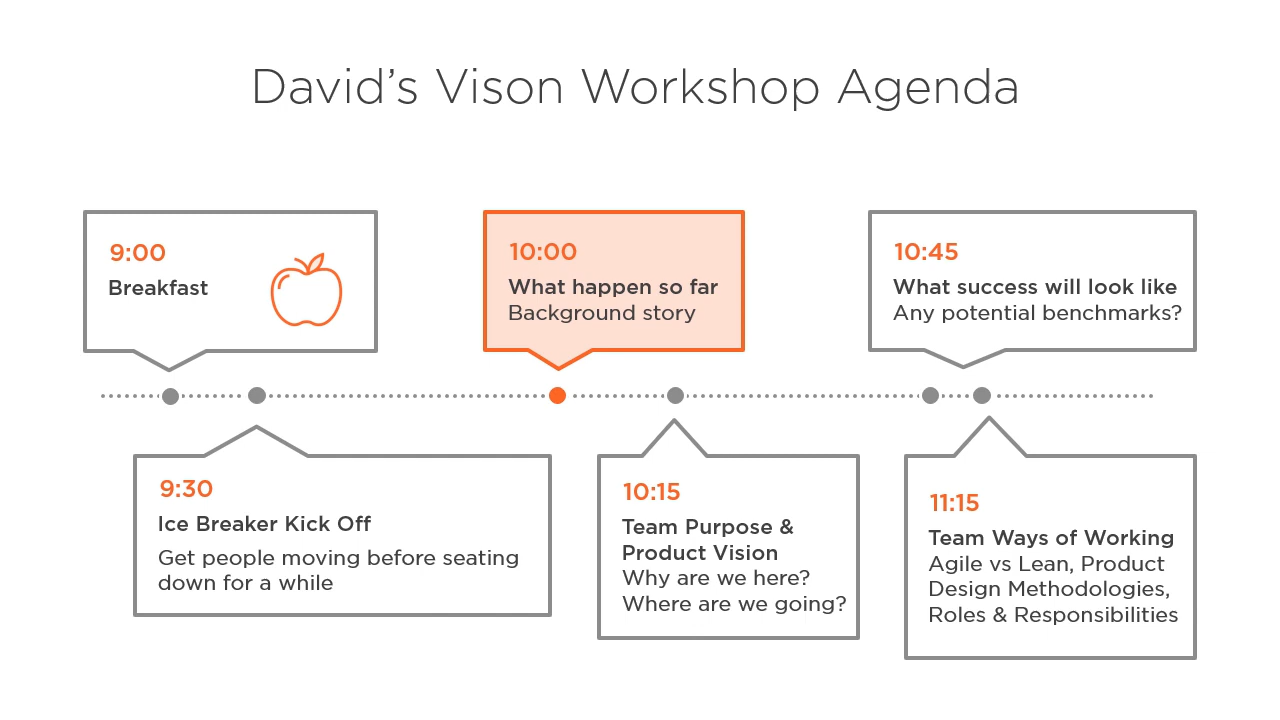 David’s Vison Workshop Agenda
9:00
Breakfast
9:30
Ice Breaker Kick Off
Get people moving before seating
down for a while
10:00
What happen so far
Background story
10:15
Team Purpose &
Product Vision
Why are we here?
Where are we going?
10:45
What success will look like
Any potential benchmarks?
11:15
Team Ways of Working
Agile vs Lean, Product
Design Methodologies,
Roles & Responsibilities